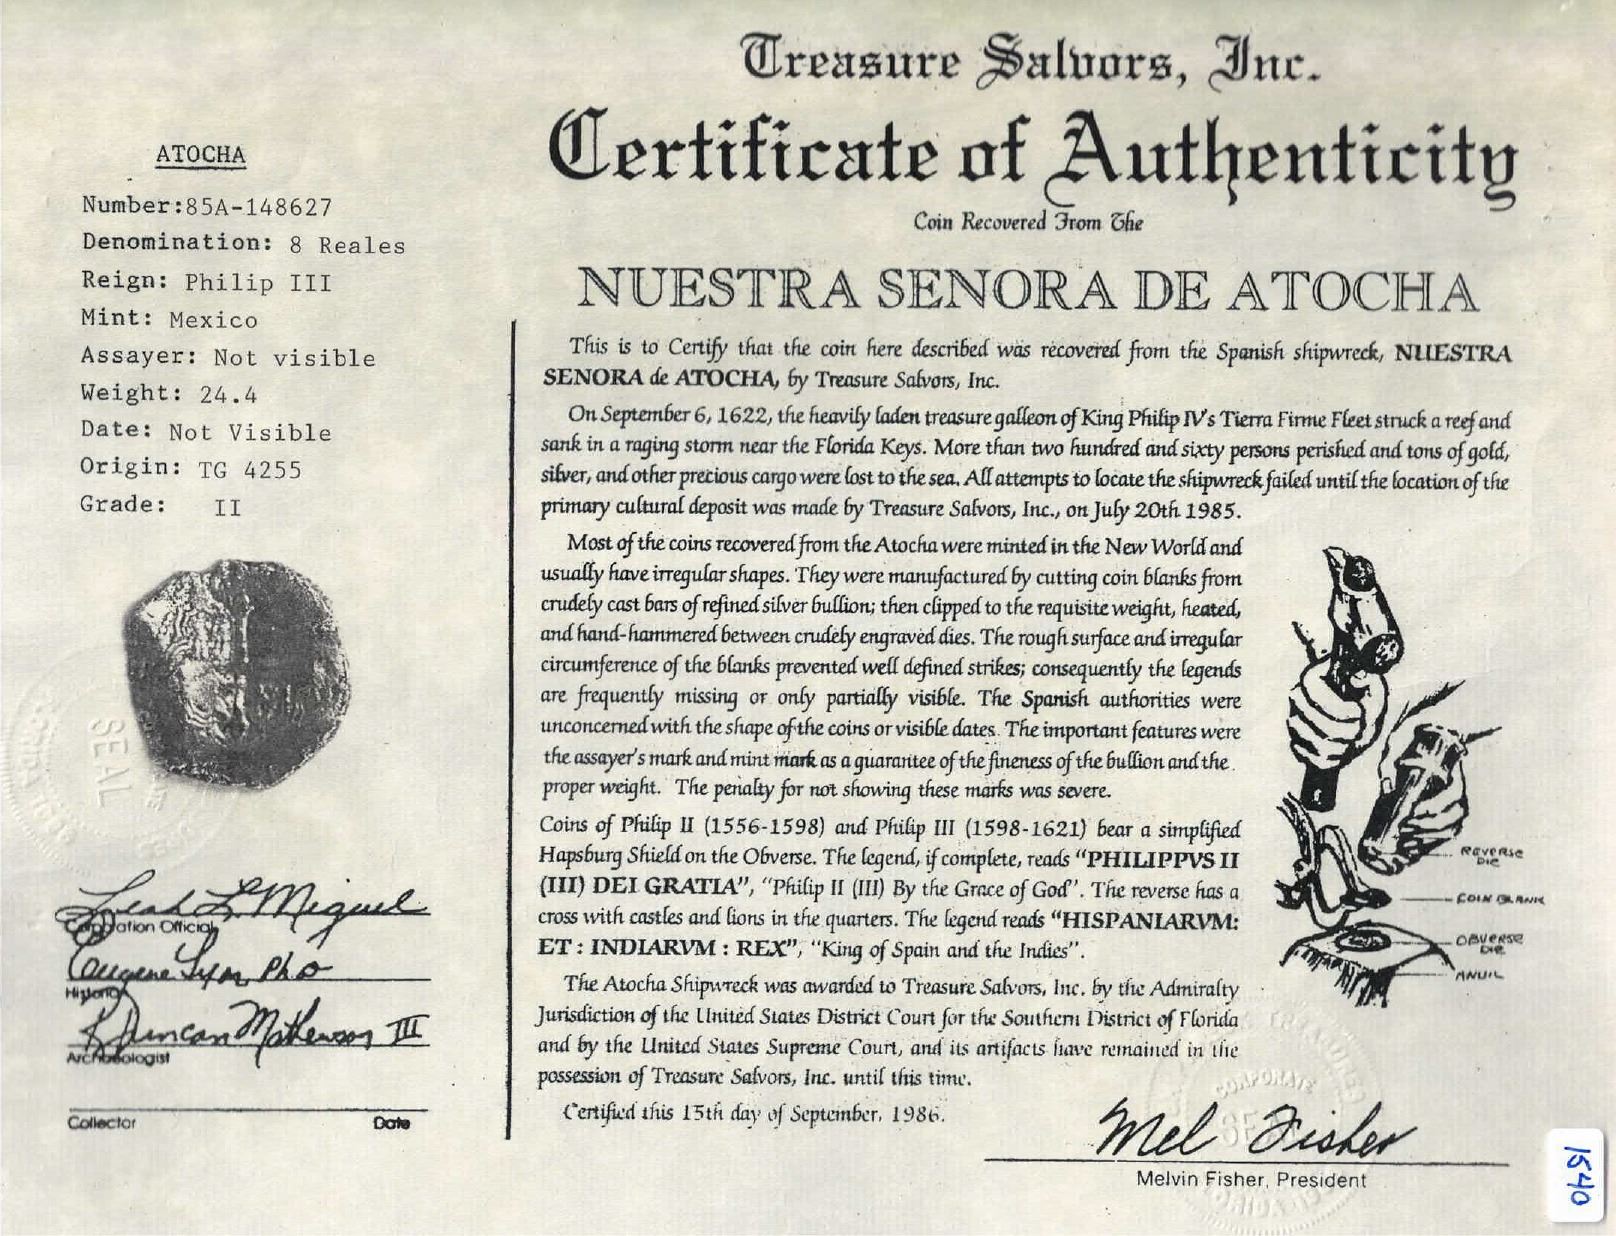 Treasure Salvors, Inc.
Certificate of Authenticity
Coin Recovered From The
NUESTRA SENORA DE ATOCHA
ATOCHA
Number:85A-148627
Denomination: 8 Reales
Reign: Philip III
Mint: Mexico
Assayer: Not visible
Weight: 24.4
Date: Not Visible
Origin: TG 4255
Grade: II
SEAL
Leah L Miguel
Corporation Official
Eugene Lyon PhD
Historian
R Duncan Mathewson III
Archaeologist
Collector Date
This is to Certify that the coin here described was recovered from the Spanish shipwreck, NUESTRA
SENORA de ATOCHA, by Treasure Salvors, Inc.
On September 6, 1622, the heavily laden treasure galleon of King Philip IV's Tierra Firme Fleet struck a reef and
sank in a raging storm near the Florida Keys. More than two hundred and sixty persons perished and tons of gold,
silver, and other precious cargo were lost to the sea. All attempts to locate the shipwreck failed until the location of the
primary cultural deposit was made by Treasure Salvors, Inc., on July 20th 1985.
Most of the coins recovered from the Atocha were minted in the New World and
usually have irregular shapes. They were manufactured by cutting coin blanks from
crudely cast bars of refined silver bullion; then clipped to the requisite weight, heated,
and hand-hammered between crudely engraved dies. The rough surface and irregular
circumference of the blanks prevented well defined strikes; consequently the legends
are frequently missing or only partially visible. The Spanish authorities were
unconcerned with the shape of the coins or visible dates. The important features were
the assayer's mark and mint mark as a guarantee of the fineness of the bullion and the
proper weight. The penalty for not showing these marks was severe.
Coins of Philip II (1556-1598) and Philip III (1598-1621) bear a simplified
Hapsburg Shield on the Obverse. The legend, if complete, reads "PHILIPPVS II
(III) DEI GRATIA", "Philip II (III) By the Grace of God". The reverse has a
cross with castles and lions in the quarters. The legend reads "HISPANIARVM:
ET : INDIARVM : REX", "King of Spain and the Indies".
The Atocha Shipwreck was awarded to Treasure Salvors, Inc. by the Admiralty
Jurisdiction of the United States District Court for the Southern District of Florida
and by the United States Supreme Court, and its artifacts have remained in the
possession of Treasure Salvors, Inc. until this time.
Certified this 15th day of September, 1986.
REVERSE
DIE
COIN BLANK
OBVERSE
DIE
ANVIL
CORPORATE
SEAL
Mel Fisher
Melvin Fisher, President
1540